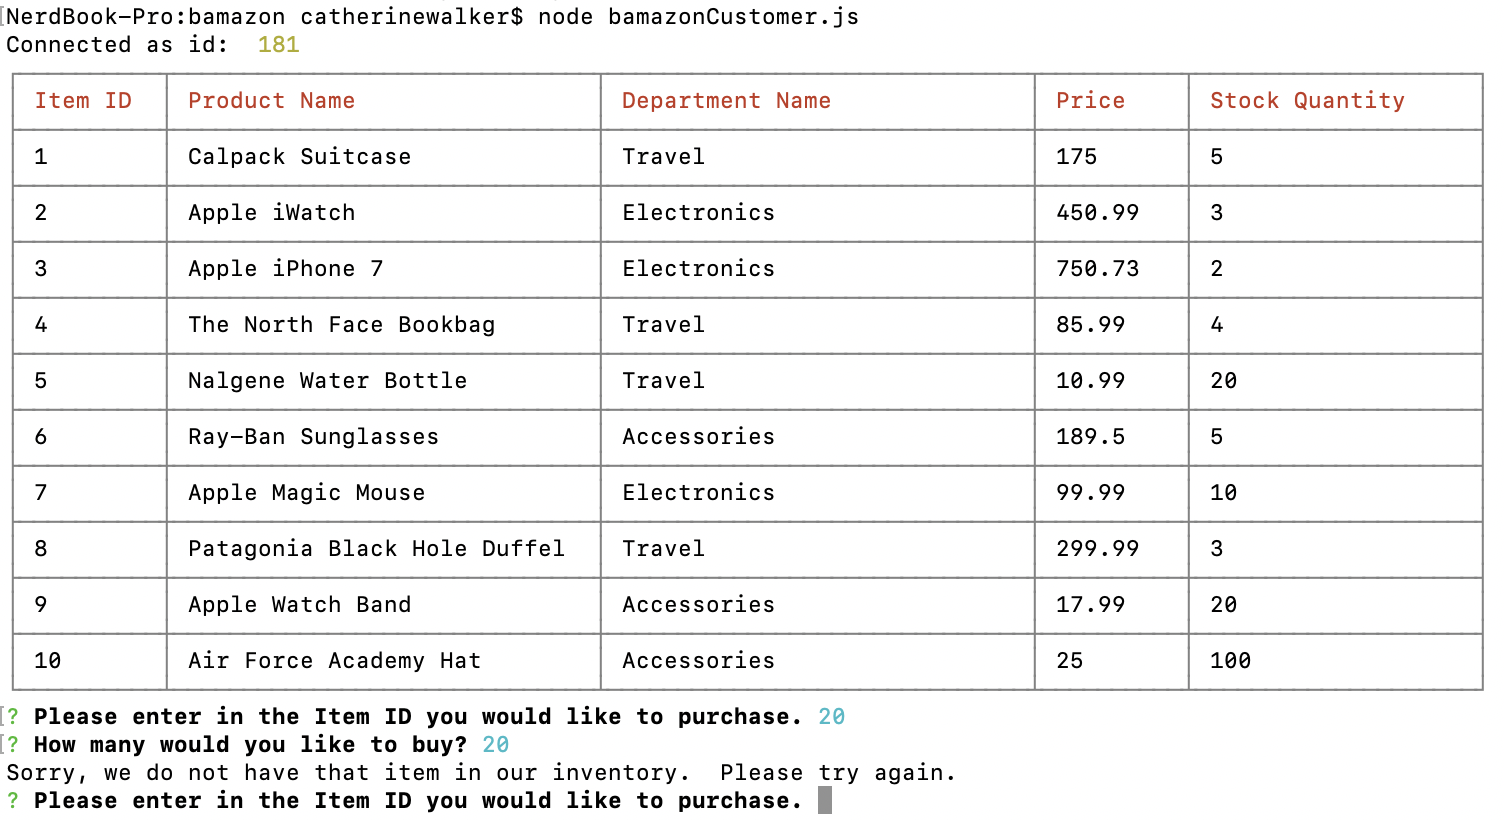 NerdBook-Pro:bamazon catherinewalker$ node bamazonCustomer.js
Connected as id:  181
Item ID Product Name Department Name Price Stock Quantity
1 Calpack Suitcase Travel 175 5
2 Apple iWatch Electronics 450.99 3
3 Apple iPhone 7 Electronics 750.73 2
4 The North Face Bookbag Travel 85.99 4
5 Nalgene Water Bottle Travel 10.99 20
6 Ray-Ban Sunglasses Accessories 189.5 5
7 Apple Magic Mouse Electronics 99.99 10
8 Patagonia Black Hole Duffel Travel 299.99 3
9 Apple Watch Band Accessories 17.99 20
10 Air Force Academy Hat Accessories 25 100
? Please enter in the Item ID you would like to purchase. 20
? How many would you like to buy? 20
Sorry, we do not have that item in our inventory.  Please try again.
? Please enter in the Item ID you would like to purchase.